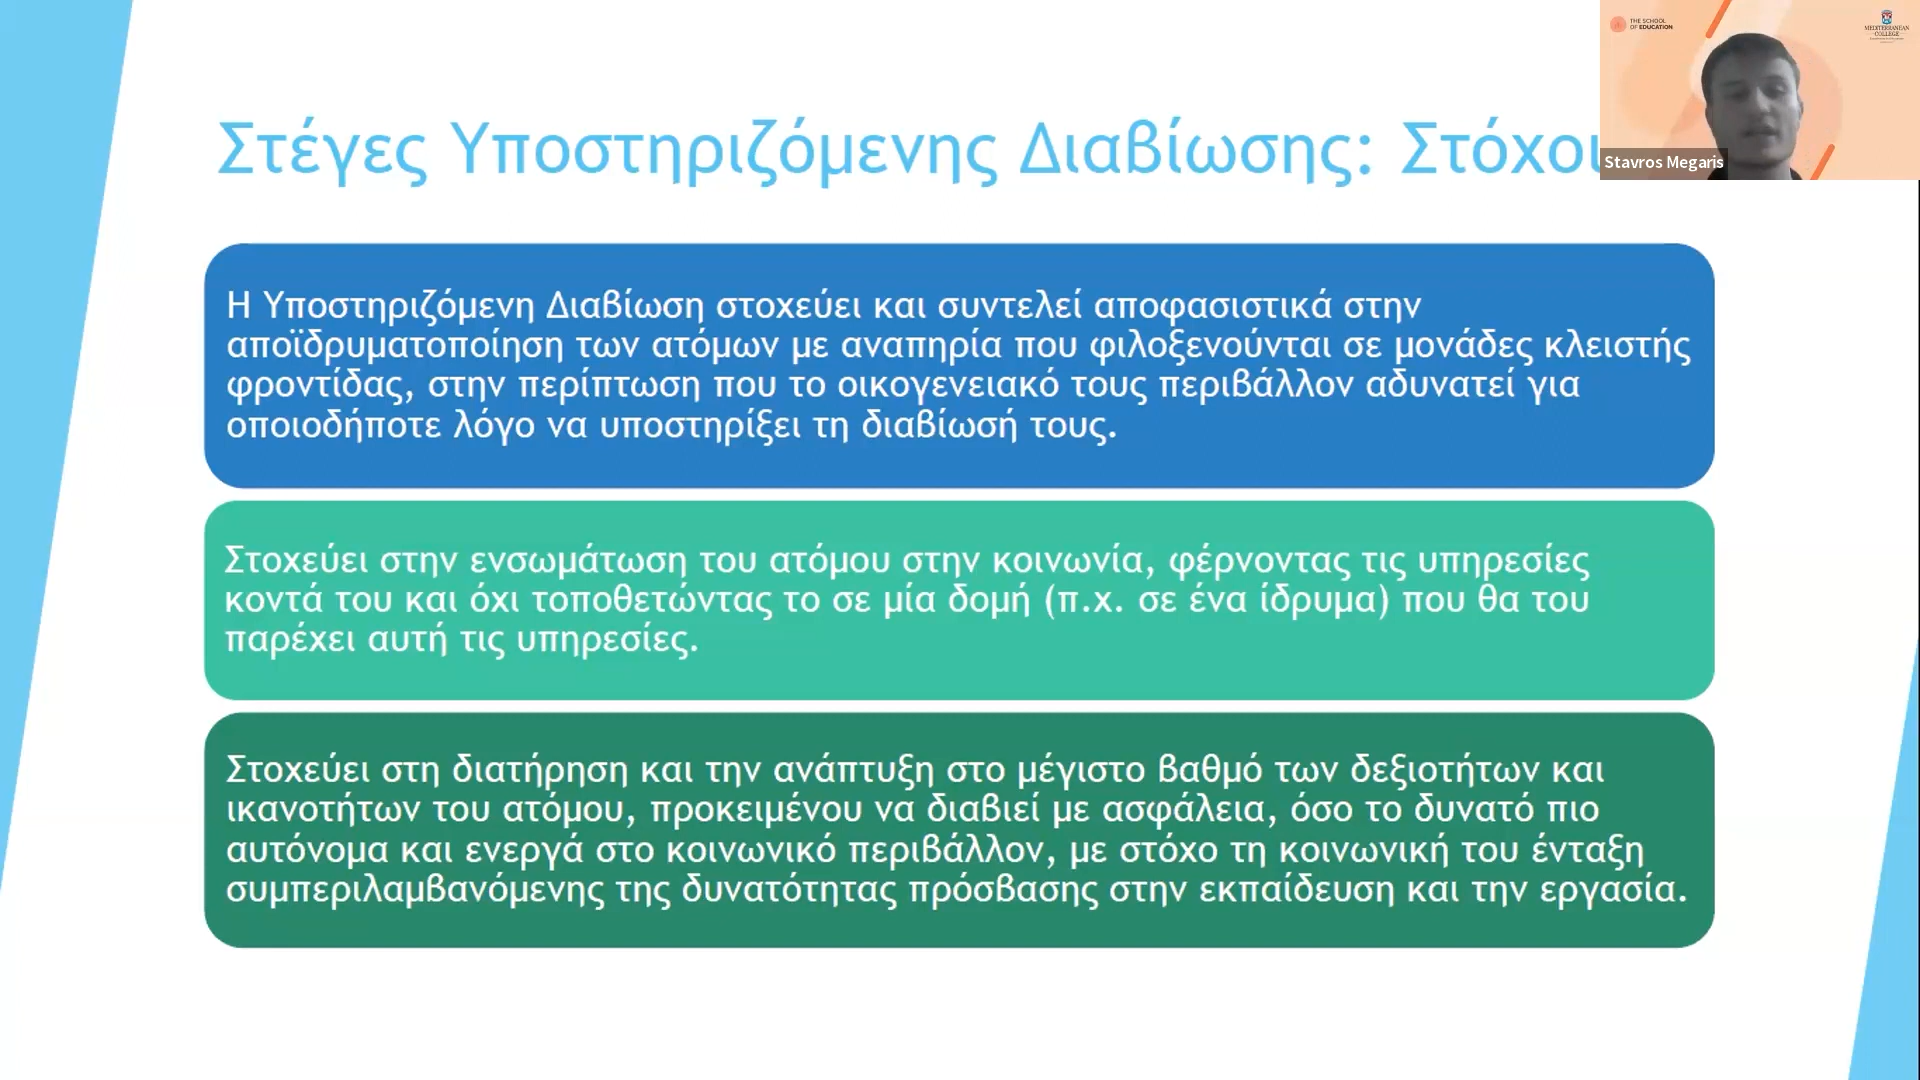 THE SCHOOL
OF EDUCATION
MEDITERRANEAN
COLLEGE
Στέγες Υποστηριζόμενης Διαβίωσης: Στόχοι
Stavros Megaris
Η Υποστηριζόμενη Διαβίωση στοχεύει και συντελεί αποφασιστικά στην
αποϊδρυματοποίηση των ατόμων με αναπηρία που φιλοξενούνται σε μονάδες κλειστής
φροντίδας, στην περίπτωση που το οικογενειακό τους περιβάλλον αδυνατεί για
οποιοδήποτε λόγο να υποστηρίξει τη διαβίωσή τους.
Στοχεύει στην ενσωμάτωση του ατόμου στην κοινωνία, φέρνοντας τις υπηρεσίες
κοντά του και όχι τοποθετώντας το σε μία δομή (π.χ. σε ένα ίδρυμα) που θα του
παρέχει αυτή τις υπηρεσίες.
Στοχεύει στη διατήρηση και την ανάπτυξη στο μέγιστο βαθμό των δεξιοτήτων και
ικανοτήτων του ατόμου, προκειμένου να διαβιεί με ασφάλεια, όσο το δυνατό πιο
αυτόνομα και ενεργά στο κοινωνικό περιβάλλον, με στόχο τη κοινωνική του ένταξη
συμπεριλαμβανόμενης της δυνατότητας πρόσβασης στην εκπαίδευση και την εργασία.